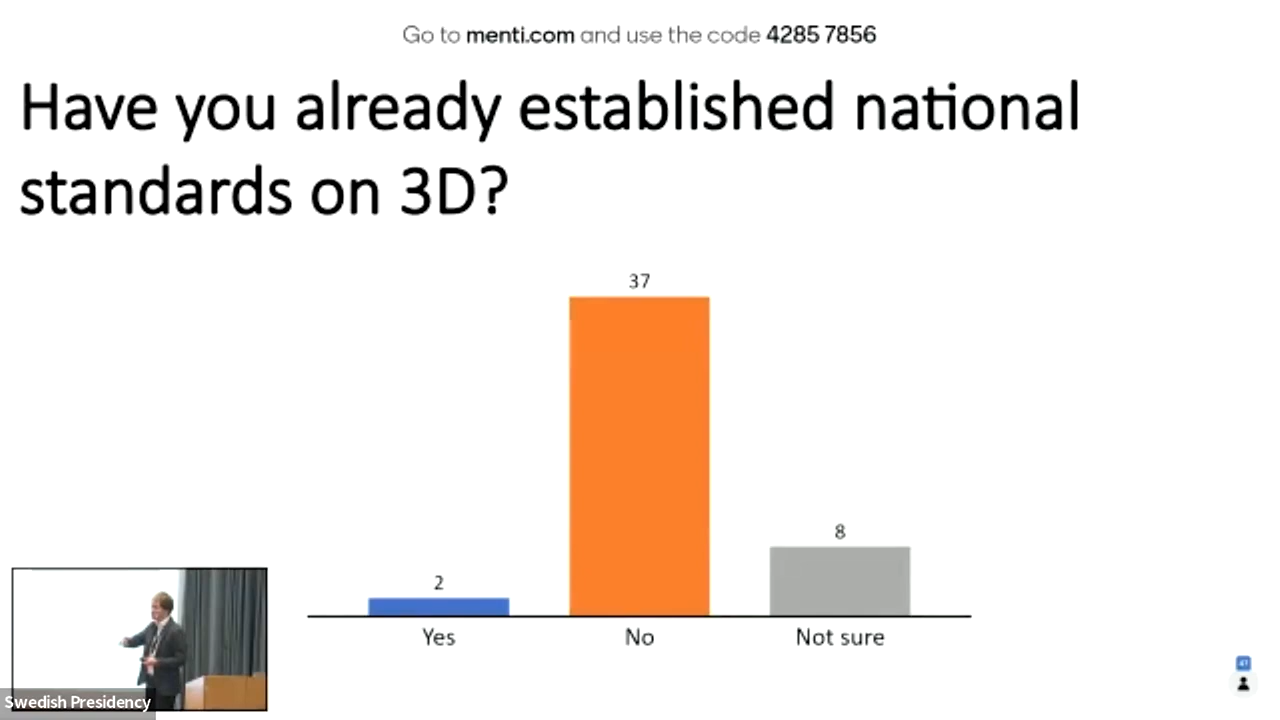 Go to menti.com and use the code 4285 7856
Have you already established national
standards on 3D?
37
8
2
Yes
No
Not sure
47
Swedish Presidency